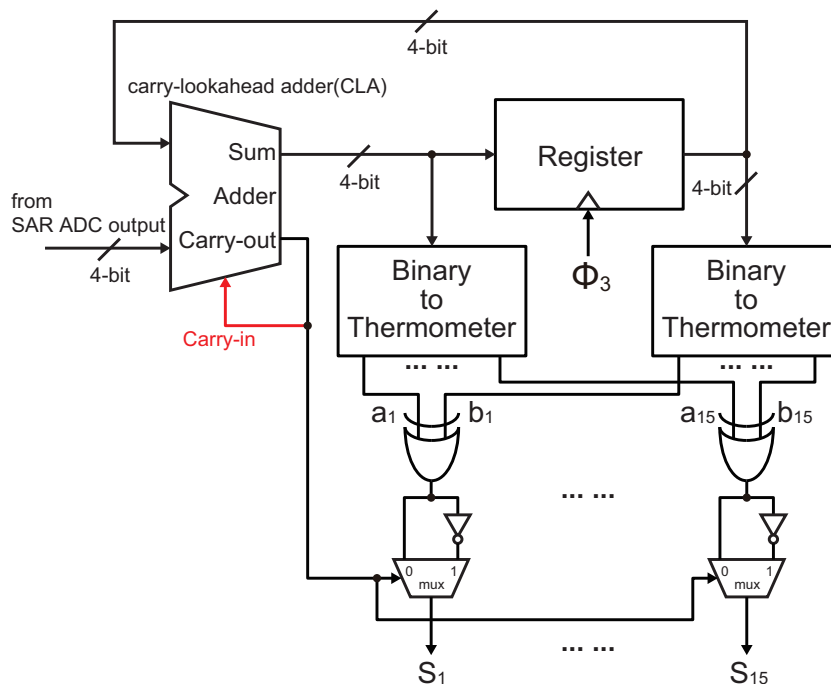 4-bit
carry-lookahead adder(CLA)
Sum
Adder
Carry-out
from
SAR ADC output
4-bit
Carry-in
4-bit
Register
Φ3
4-bit
Binary
to
Thermometer
... ...
Binary
to
Thermometer
... ...
a1
b1
a15
b15
... ...
0
1
mux
0
1
mux
... ...
S1
S15